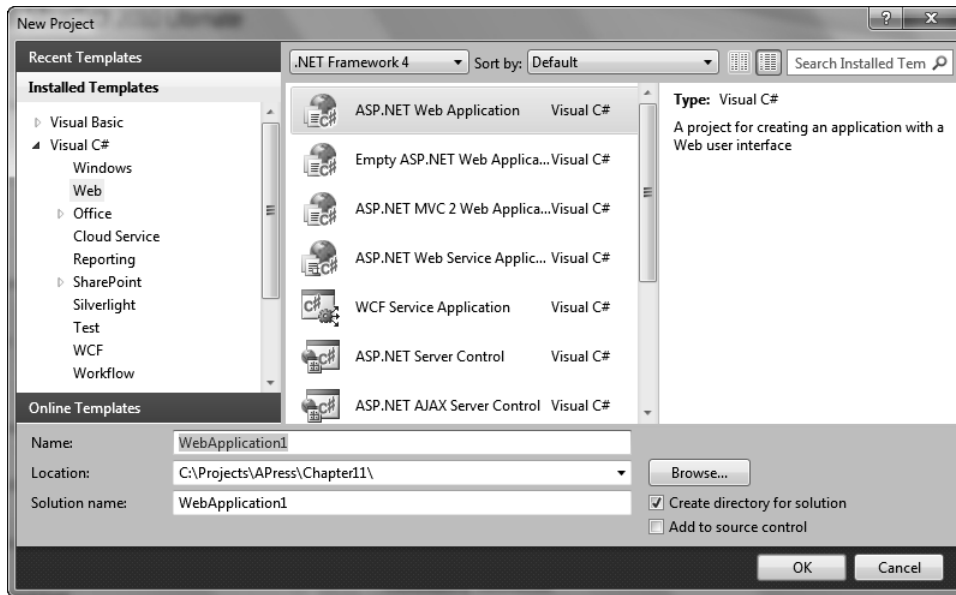 New Project
Recent Templates
Installed Templates
Visual Basic
Visual C#
Windows
Web
Office
Cloud Service
Reporting
SharePoint
Silverlight
Test
WCF
Workflow
Online Templates
.NET Framework 4
Sort by: Default
Search Installed Tem
ASP.NET Web Application Visual C#
Empty ASP.NET Web Applica... Visual C#
ASP.NET MVC 2 Web Applica... Visual C#
ASP.NET Web Service Applic... Visual C#
WCF Service Application Visual C#
ASP.NET Server Control Visual C#
ASP.NET AJAX Server Control Visual C#
Type: Visual C#
A project for creating an application with a
Web user interface
Name: WebApplication1
Location: C:\Projects\APress\Chapter11\
Browse...
Solution name: WebApplication1
Create directory for solution
Add to source control
OK
Cancel